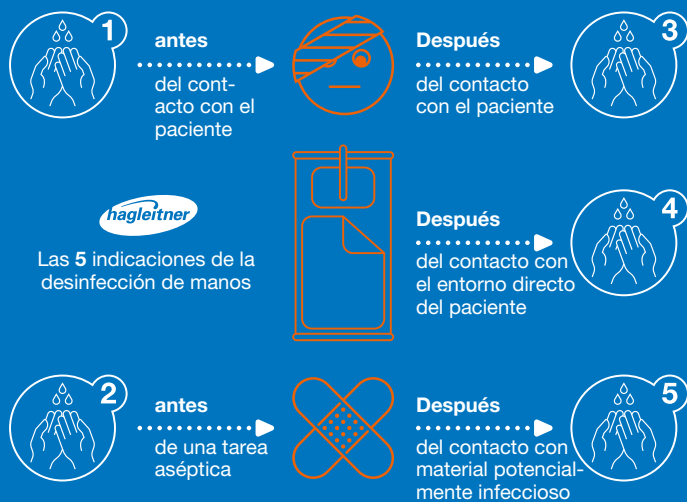 1
antes
del cont-
acto con el
paciente
Después
del contacto
con el paciente
3
hagleitner
Las 5 indicaciones de la
desinfección de manos
Después
del contacto con
el entorno directo
del paciente
4
2
antes
de una tarea
aséptica
Después
del contacto con
material potencial-
mente infeccioso
5